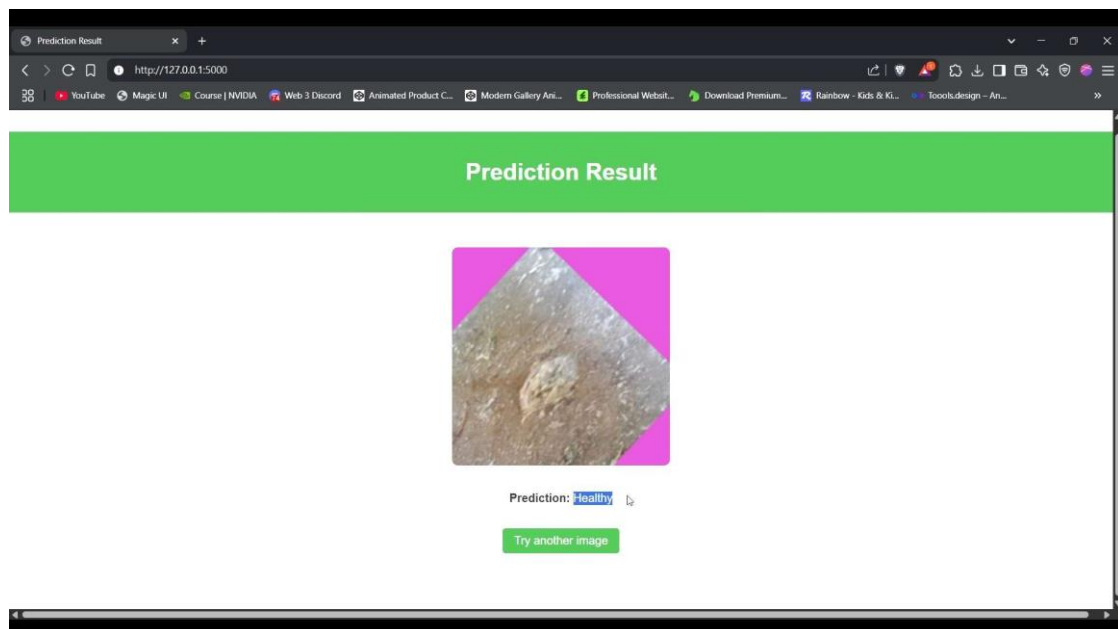 Prediction Result
http://127.0.0.1:5000
YouTube Magic UI Course | NVIDIA Web 3 Discord Animated Product C... Modern Gallery Ani... Professional Websit... Download Premium... Rainbow - Kids & Ki... Toools.design – An...
Prediction Result
Prediction: Healthy
Try another image